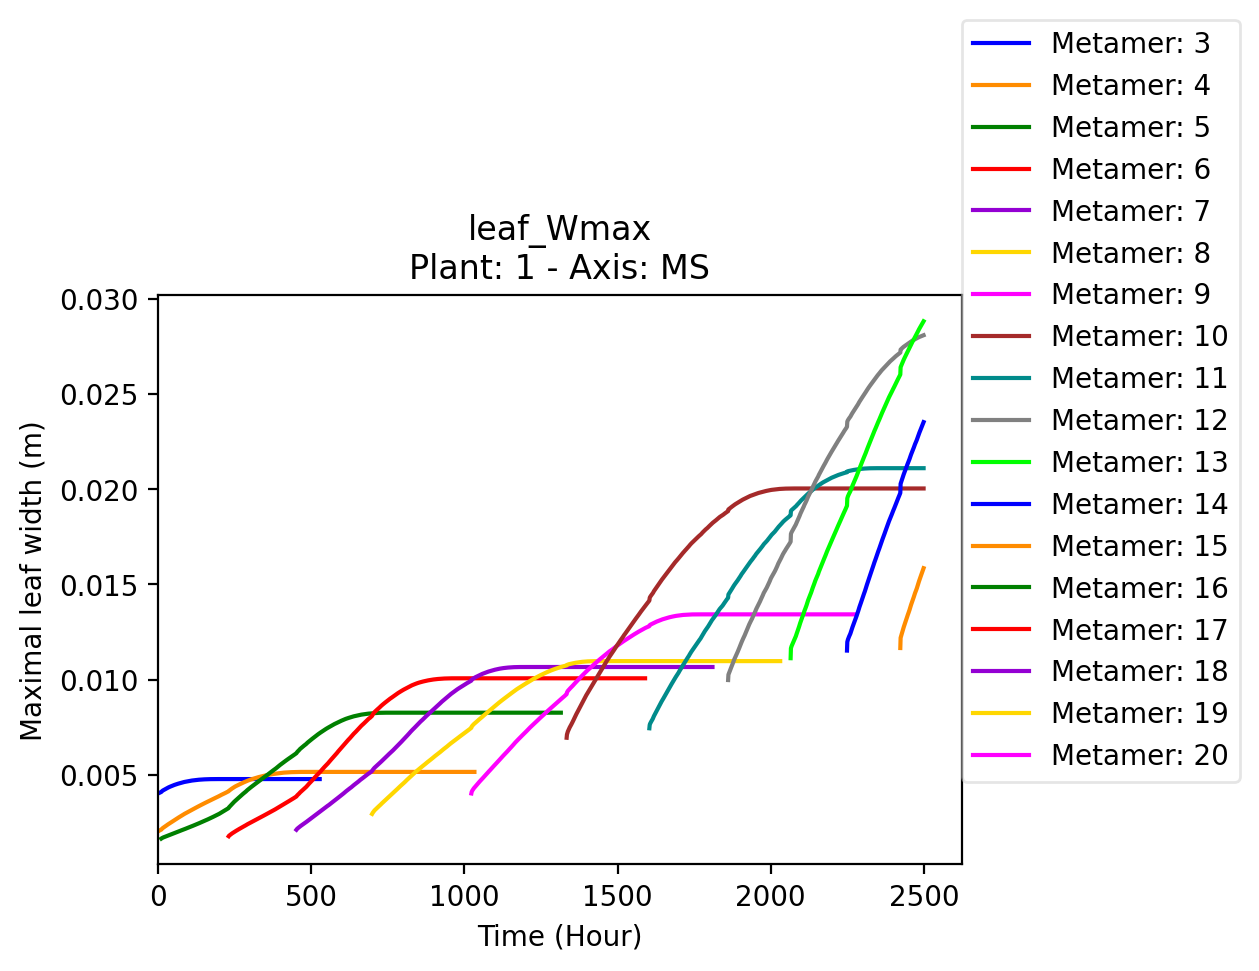 leaf_Wmax
Plant: 1 - Axis: MS
Maximal leaf width (m)
0.030
0.025
0.020
0.015
0.010
0.005
0
500
1000
1500
2000
2500
Time (Hour)
Metamer: 3
Metamer: 4
Metamer: 5
Metamer: 6
Metamer: 7
Metamer: 8
Metamer: 9
Metamer: 10
Metamer: 11
Metamer: 12
Metamer: 13
Metamer: 14
Metamer: 15
Metamer: 16
Metamer: 17
Metamer: 18
Metamer: 19
Metamer: 20